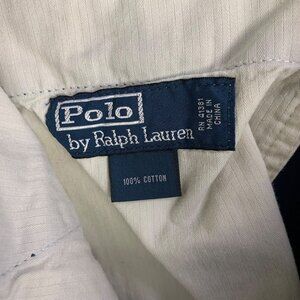 Polo
by Ralph Lauren
RN 41381
MADE IN
CHINA
100% COTTON